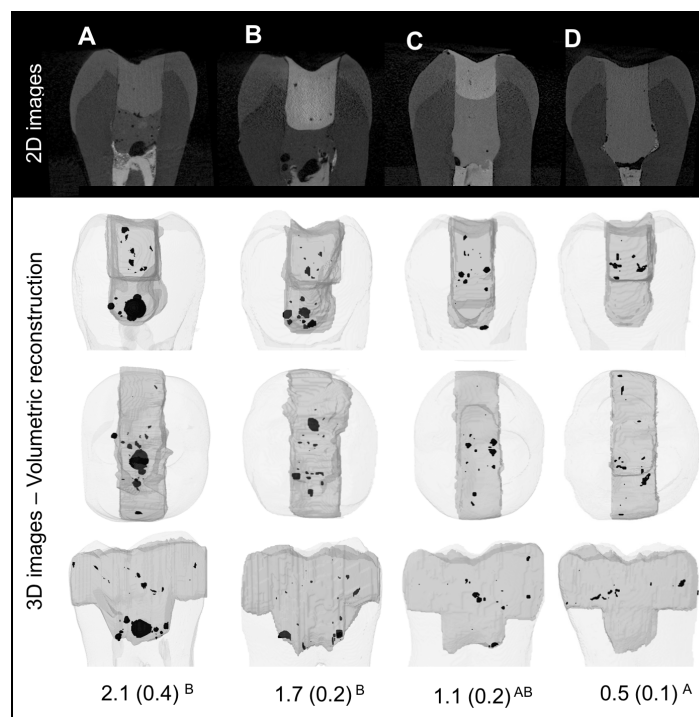 A B C D
2D images
3D images – Volumetric reconstruction
2.1 (0.4) ᴮ 1.7 (0.2) ᴮ 1.1 (0.2) ᴬᴮ 0.5 (0.1) ᴬ